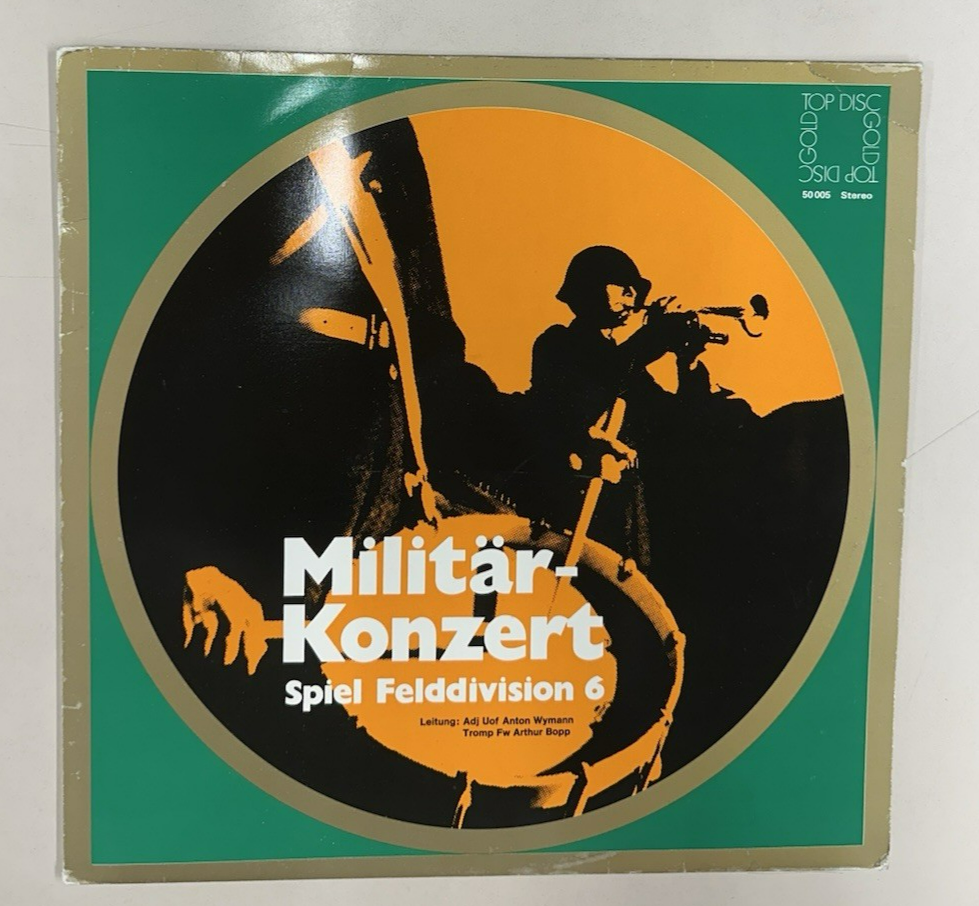 TOP DISC
GOLD
TOP DISC
GOLD
50 005 Stereo
Militär-
Konzert
Spiel Felddivision 6
Leitung: Adj Uof Anton Wymann
Tromp Fw Arthur Bopp